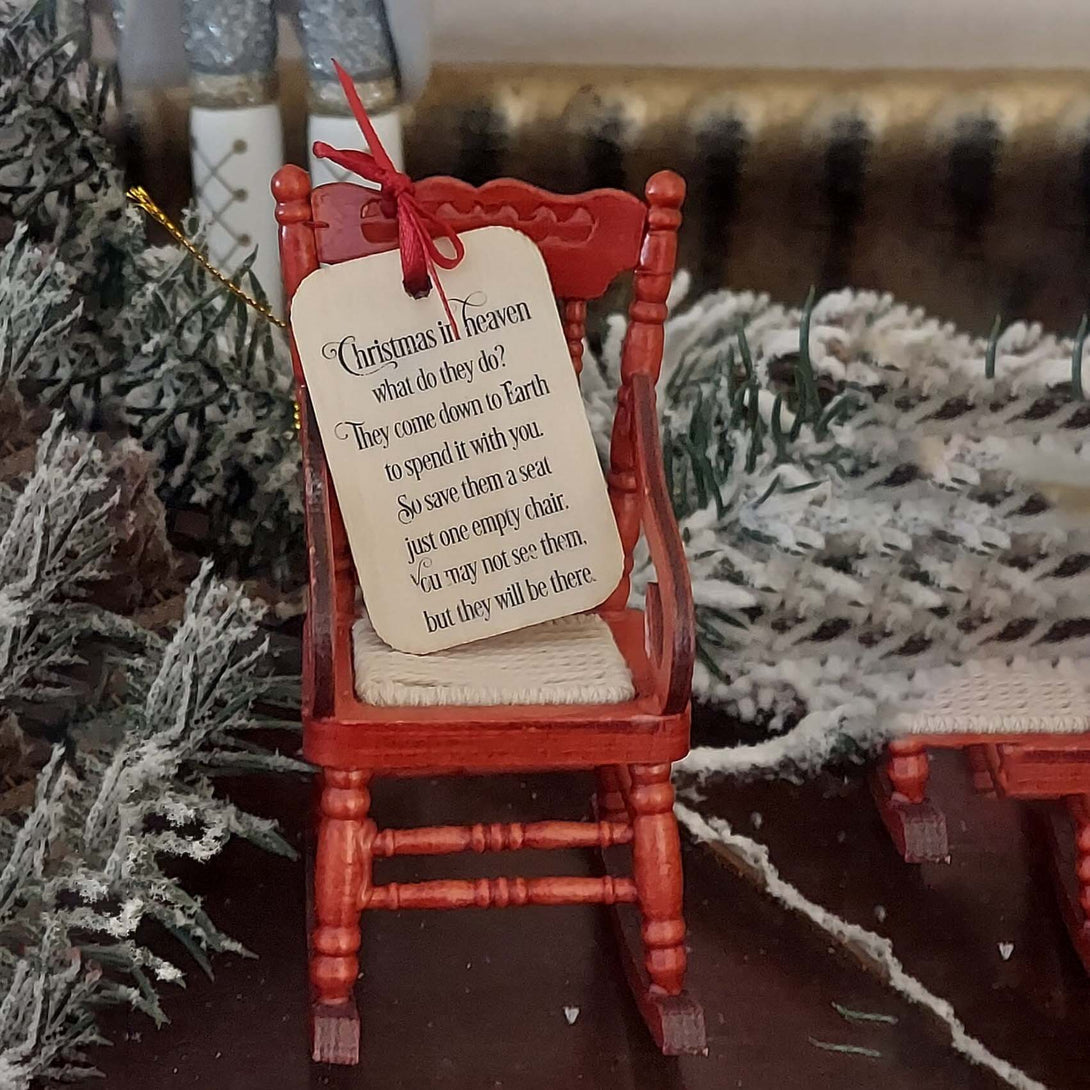 Christmas in heaven
what do they do?
They come down to Earth
to spend it with you.
So save them a seat
just one empty chair.
You may not see them,
but they will be there.